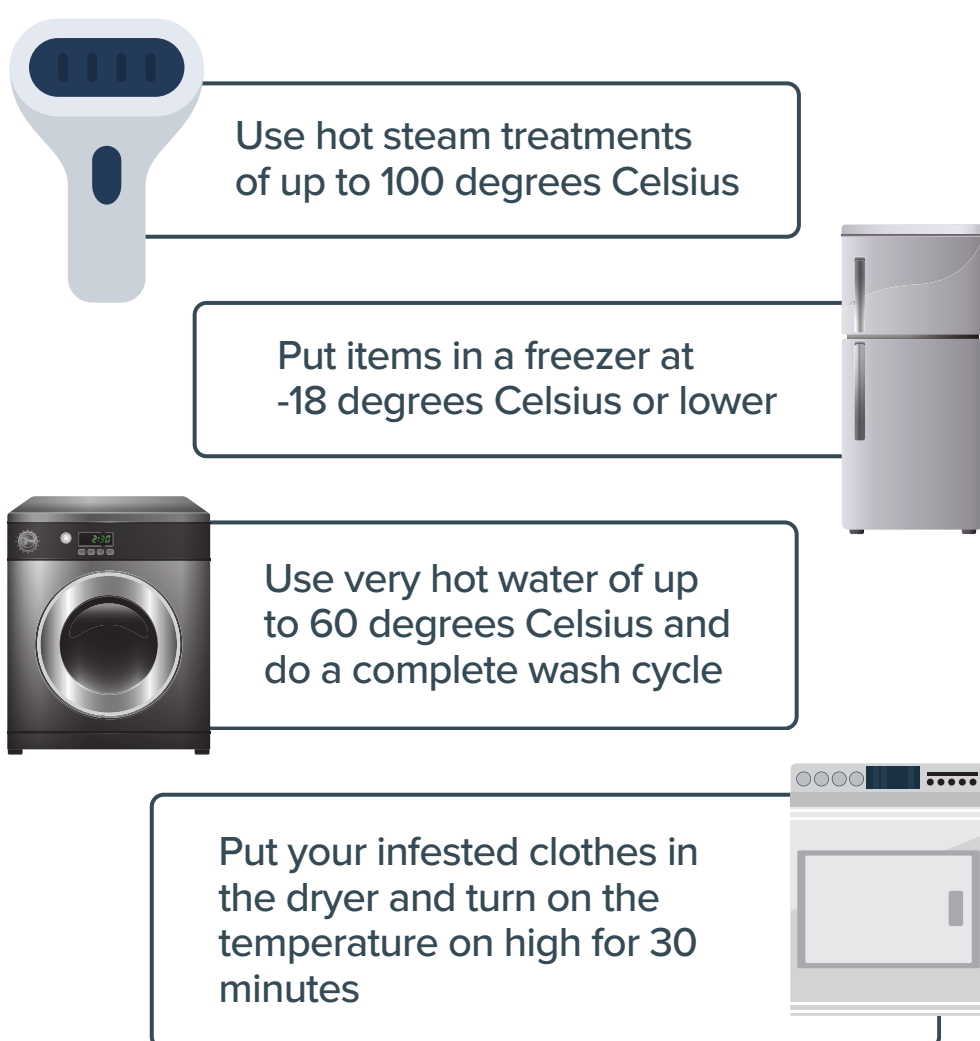 Use hot steam treatments
of up to 100 degrees Celsius
Put items in a freezer at
-18 degrees Celsius or lower
2:30
Use very hot water of up
to 60 degrees Celsius and
do a complete wash cycle
Put your infested clothes in
the dryer and turn on the
temperature on high for 30
minutes